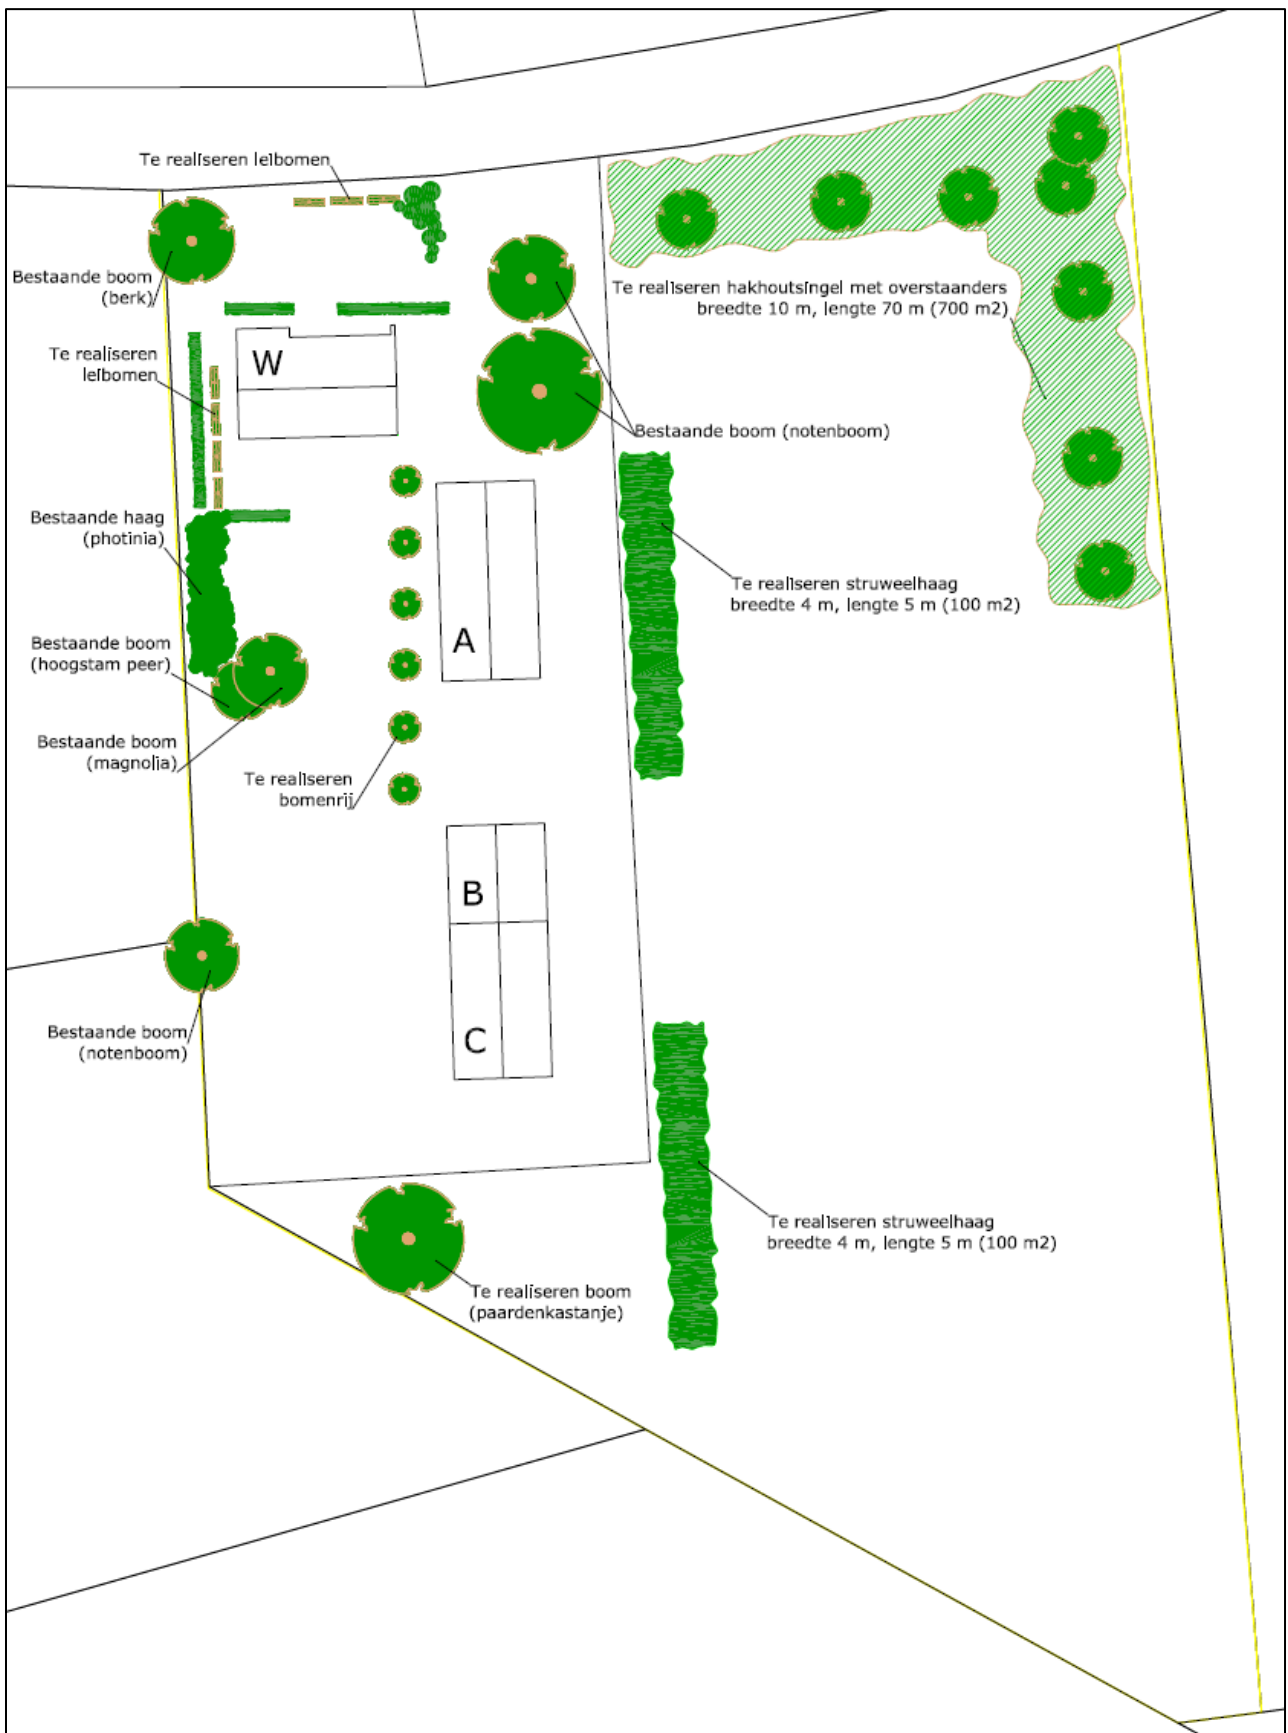 Te realiseren leibomen
Bestaande boom
(berk)
Te realiseren hakhoutsingel met overstaanders
breedte 10 m, lengte 70 m (700 m2)
Te realiseren
leibomen
W
Bestaande boom (notenboom)
Bestaande haag
(photinia)
Te realiseren struweelhaag
breedte 4 m, lengte 5 m (100 m2)
A
Bestaande boom
(hoogstam peer)
Bestaande boom
(magnolia)
Te realiseren
bomenrij
B
C
Bestaande boom
(notenboom)
Te realiseren struweelhaag
breedte 4 m, lengte 5 m (100 m2)
Te realiseren boom
(paardenkastanje)